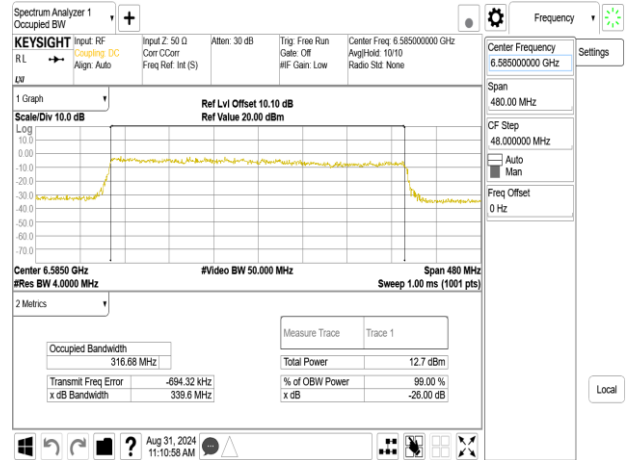 Spectrum Analyzer 1
Occupied BW
Frequency
KEYSIGHT
R L
Input: RF
Coupling: DC
Align: Auto
Input Z: 50 Ω
Corr CCorr
Freq Ref: Int (S)
Atten: 30 dB
Trig: Free Run
Gate: Off
#IF Gain: Low
Center Freq: 6.585000000 GHz
Avg|Hold: 10/10
Radio Std: None
Center Frequency
6.585000000 GHz
Settings
Span
480.00 MHz
CF Step
48.000000 MHz
Auto
Man
Freq Offset
0 Hz
Local
1 Graph
Scale/Div 10.0 dB
Ref Lvl Offset 10.10 dB
Ref Value 20.00 dBm
Log
10.0
0.00
-10.0
-20.0
-30.0
-40.0
-50.0
-60.0
-70.0
Center 6.5850 GHz
#Video BW 50.000 MHz
Span 480 MHz
#Res BW 4.0000 MHz
Sweep 1.00 ms (1001 pts)
2 Metrics
Measure Trace Trace 1
Occupied Bandwidth
316.68 MHz
Total Power 12.7 dBm
Transmit Freq Error -694.32 kHz
% of OBW Power 99.00 %
x dB Bandwidth 339.6 MHz
x dB -26.00 dB
?
Aug 31, 2024
11:10:58 AM